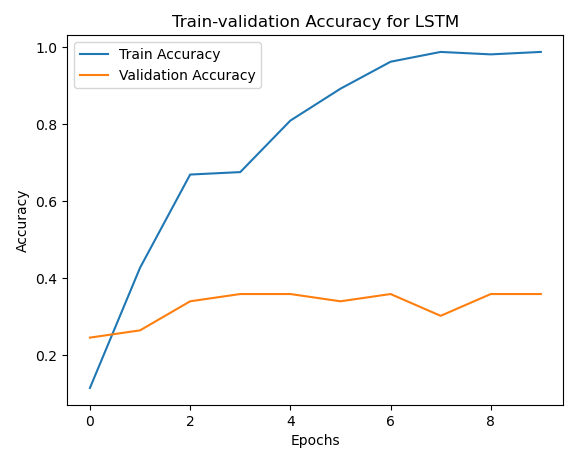 Train-validation Accuracy for LSTM
Train Accuracy
Validation Accuracy
1.0
0.8
0.6
0.4
0.2
Accuracy
0 2 4 6 8
Epochs